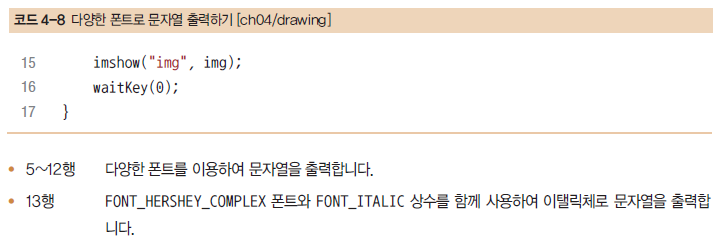 코드 4-8 다양한 폰트로 문자열 출력하기 [ch04/drawing]
15 imshow("img", img);
16 waitKey(0);
17 }
• 5~12행 다양한 폰트를 이용하여 문자열을 출력합니다.
• 13행 FONT_HERSHEY_COMPLEX 폰트와 FONT_ITALIC 상수를 함께 사용하여 이탤릭체로 문자열을 출력합
니다.